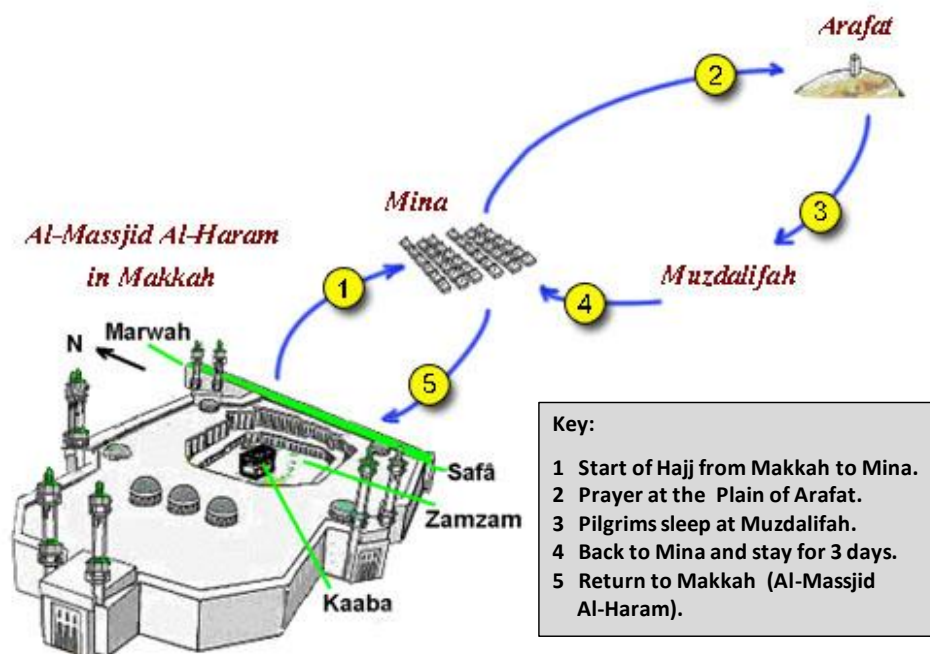 Arafat
2
3
Mina
Al-Massjid Al-Haram
in Makkah
1
Muzdalifah
4
Marwah
N
5
Safâ
Zamzam
Kaaba
Key:
1 Start of Hajj from Makkah to Mina.
2 Prayer at the Plain of Arafat.
3 Pilgrims sleep at Muzdalifah.
4 Back to Mina and stay for 3 days.
5 Return to Makkah (Al-Massjid
Al-Haram).